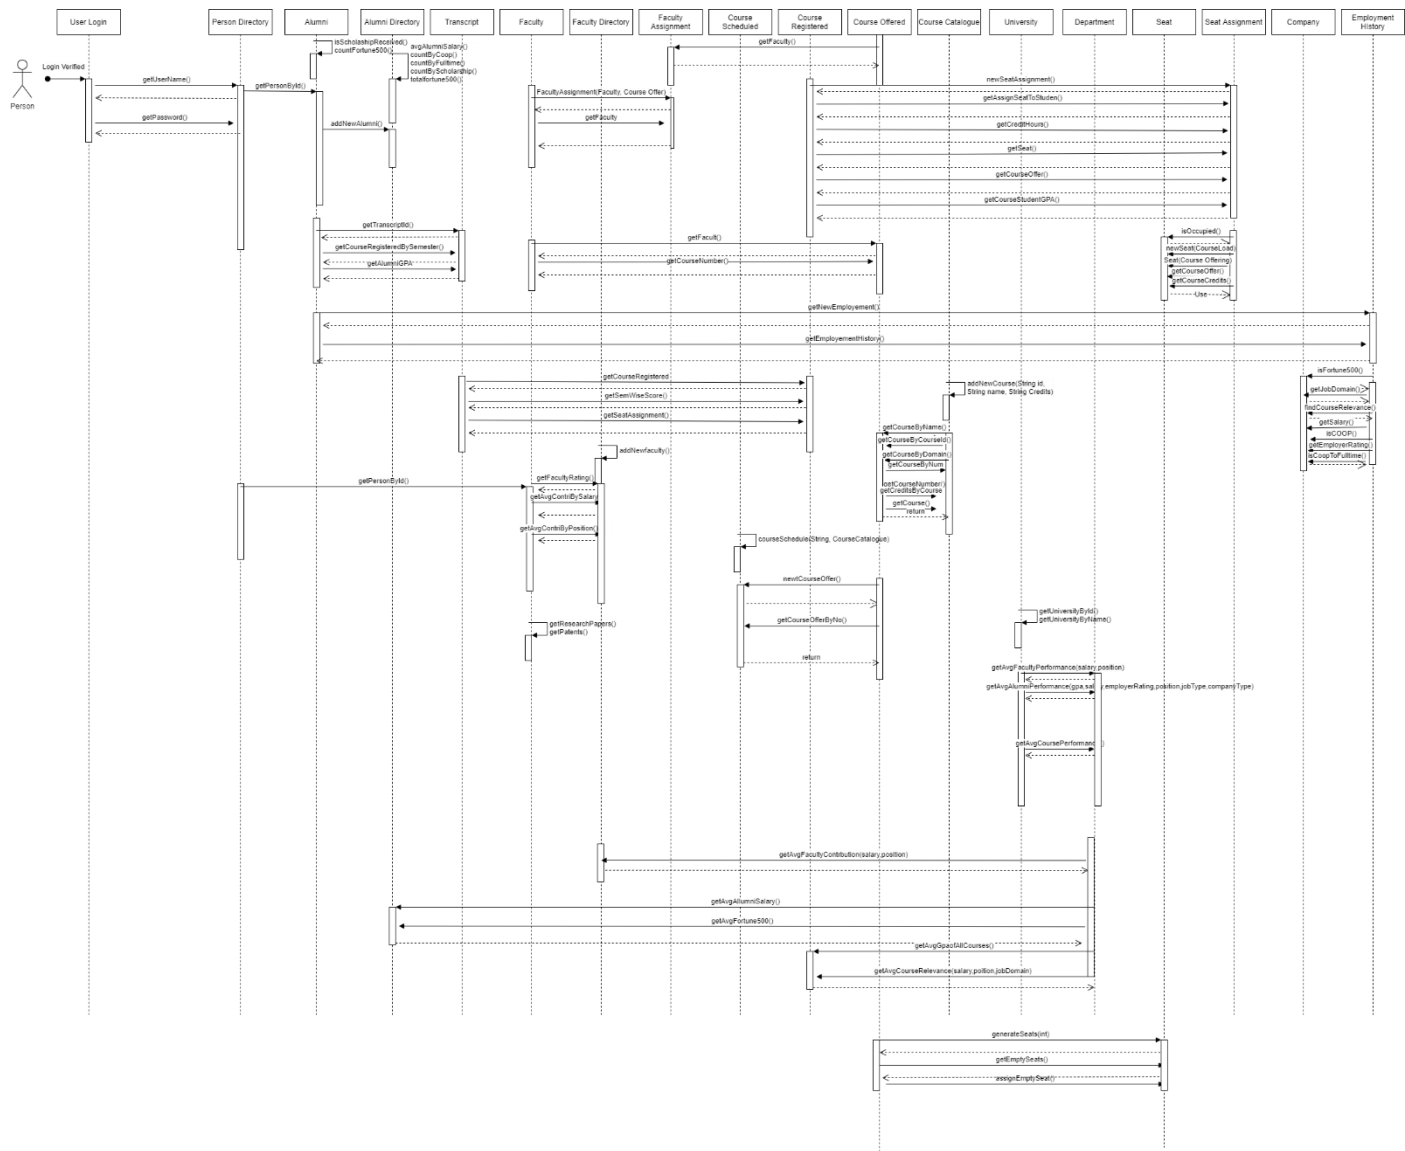 User Login
Person Directory
Alumni
Alumni Directory
Transcript
Faculty
Faculty Directory
Faculty
Assignment
Course
Scheduled
Course
Registered
Course Offered
Course Catalogue
University
Department
Seat
Seat Assignment
Company
Employment
History
Person
Login Verified
isScholashipReceived()
countFortune500()
avgAlumniSalary()
countByCoop()
countByFulltime()
countByScholarship()
totalfortune500()
getFaculty()
getUserName()
getPersonById()
getPassword()
addNewAlumni()
FacultyAssignment(Faculty, Course Offer)
getFaculty
newSeatAssignment()
getAssignSeatToStuden()
getCreditHours()
getSeat()
getCourseOffer()
getCourseStudentGPA()
getTranscriptId()
getCourseRegisteredBySemester()
getAlumniGPA
getFacult()
getCourseNumber()
isOccupied()
newSeat(CourseLoad)
Seat(Course Offering)
getCourseOffer()
getCourseCredits()
Use
getNewEmployement()
getEmployementHistory()
getCourseRegistered
getSemWiseScore()
getSeatAssignment()
addNewCourse(String id,
String name, String Credits)
isFortune500()
getJobDomain()
findCourseRelevance()
getSalary()
isCOOP()
getEmployerRating()
isCoopToFulltime()
getCourseByName()
getCourseByCourseId()
getCourseByDomain()
getCourseByNum
getCourseNumber()
getCreditsByCourse
getCourse()
return
addNewfaculty()
getPersonById()
getFacultyRating()
getAvgContriBySalary
getAvgContriByPosition()
courseSchedule(String, CourseCatalogue)
newlCourseOffer()
getCourseOfferByNo()
return
getResearchPapers()
getPatents()
getUniversityById()
getUniversityByName()
getAvgFacultyPerformance(salary,position)
getAvgAlumniPerformance(gpa,salary,employerRating,position,jobType,companyType)
getAvgCoursePerformance()
getAvgFacultyContribution(salary,position)
getAvgAllumniSalary()
getAvgFortune500()
getAvgGpaofAllCourses()
getAvgCourseRelevance(salary,poition,jobDomain)
generateSeats(int)
getEmptySeats()
assignEmptySeat()